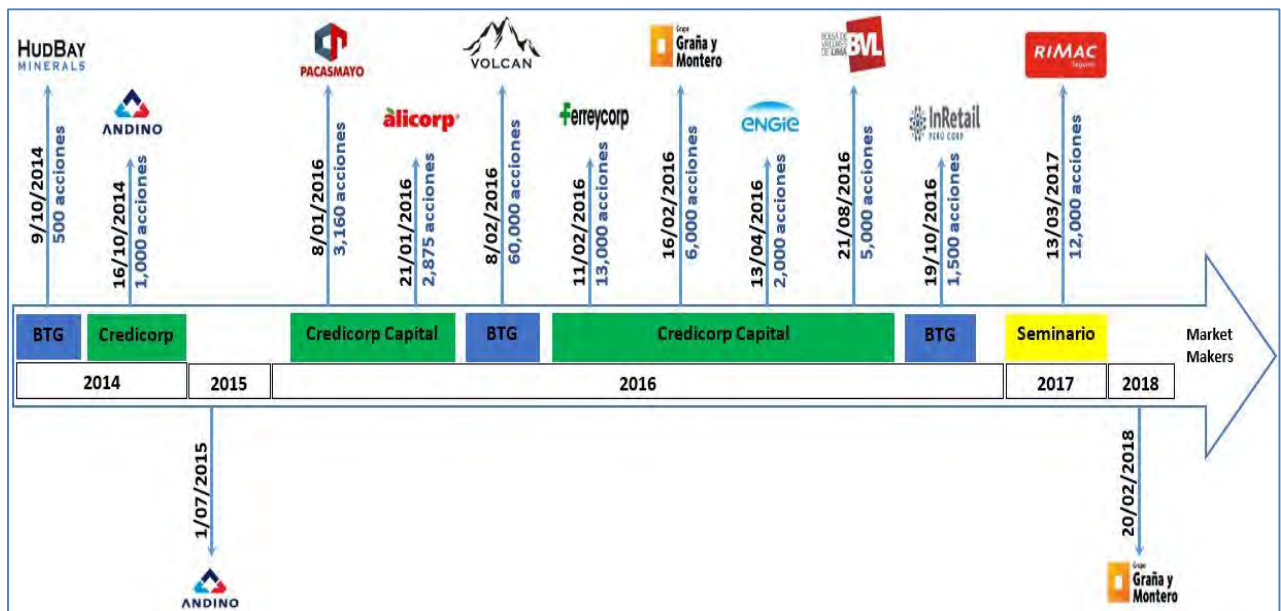 HUDBAY
MINERALS
9/10/2014
500 acciones
ANDINO
16/10/2014
1,000 acciones
PACASMAYO
8/01/2016
3,160 acciones
alicorp
21/01/2016
2,875 acciones
VOLCAN
8/02/2016
60,000 acciones
ferreycorp
11/02/2016
13,000 acciones
Grupo
Graña y
Montero
16/02/2016
6,000 acciones
ENGIE
13/04/2016
2,000 acciones
BOLSA DE
VALORES
DE LIMA
BVL
21/08/2016
5,000 acciones
InRetail
PERÚ CORP
19/10/2016
1,500 acciones
RIMAC
Seguros
13/03/2017
12,000 acciones
BTG
Credicorp
Credicorp Capital
BTG
Credicorp Capital
BTG
Seminario
Market
Makers
2014
2015
2016
2017
2018
1/07/2015
ANDINO
20/02/2018
Grupo
Graña y
Montero